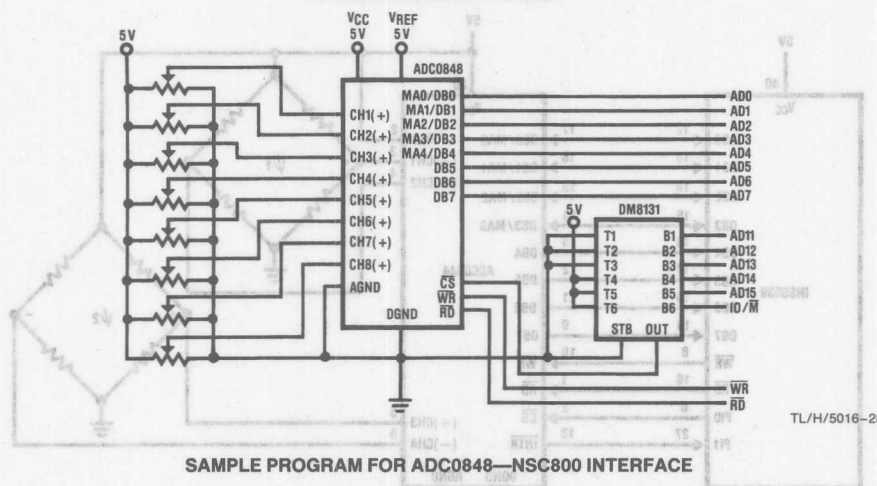 VCC VREF
5V 5V 5V
ADC0848
MA0/DB0 AD0
CH1(+) MA1/DB1 AD1
MA2/DB2 AD2
CH2(+) MA3/DB3 AD3
CH3(+) MA4/DB4 AD4
DB5 AD5
CH4(+) DB6 AD6
CH5(+) DB7 AD7
CH6(+) 5V DM8131
CH7(+) T1 B1 AD11
T2 B2 AD12
CH8(+) T3 B3 AD13
AGND CS T4 B4 AD14
WR T5 B5 AD15
DGND RD T6 B6 IO/M
STB OUT
WR
RD
TL/H/5016-2
SAMPLE PROGRAM FOR ADC0848—NSC800 INTERFACE